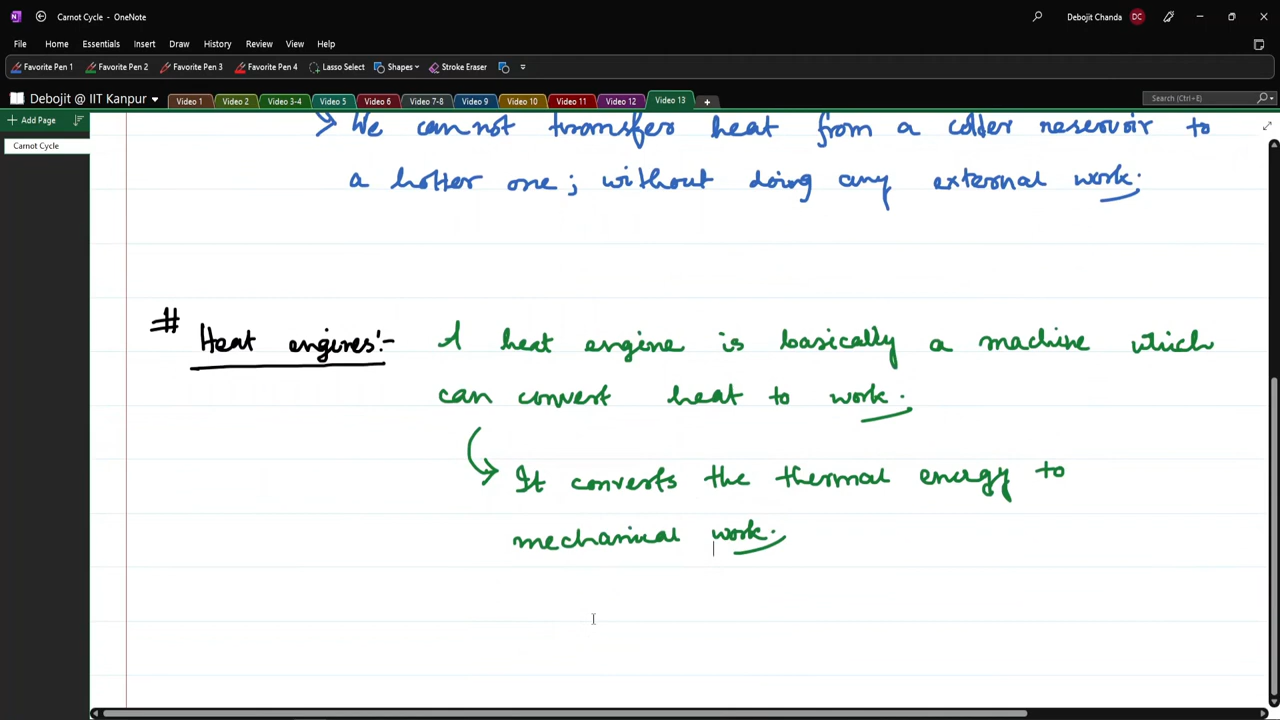 Carnot Cycle - OneNote
Debojit Chanda DC
File Home Essentials Insert Draw History Review View Help
Favorite Pen 1 Favorite Pen 2 Favorite Pen 3 Favorite Pen 4 Lasso Select Shapes Stroke Eraser
Debojit @ IIT Kanpur Video 1 Video 2 Video 3-4 Video 5 Video 6 Video 7-8 Video 9 Video 10 Video 11 Video 12 Video 13 + Search (Ctrl+E)
+ Add Page
Carnot Cycle
We can not transfer heat from a colder reservoir to
a hotter one; without doing any external work.
# Heat engines:- A heat engine is basically a machine which
can convert heat to work.
It converts the thermal energy to
mechanical work.